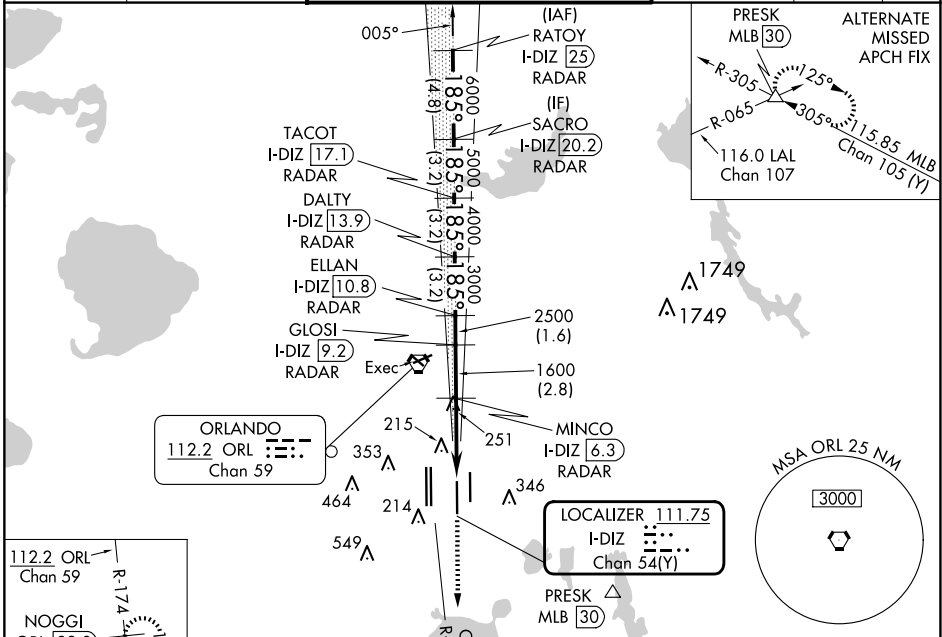 005°
(IAF)
RATOY
I-DIZ 25
RADAR
6000
185°
(4.8)
(IF)
SACRO
I-DIZ 20.2
RADAR
TACOT
I-DIZ 17.1
RADAR
5000
185°
(3.2)
DALTY
I-DIZ 13.9
RADAR
4000
185°
(3.2)
ELLAN
I-DIZ 10.8
RADAR
3000
185°
(3.2)
GLOSI
I-DIZ 9.2
RADAR
2500
(1.6)
1600
(2.8)
Exec
MINCO
I-DIZ 6.3
RADAR
ORLANDO
112.2 ORL
Chan 59
215
251
353
464
214
346
549
LOCALIZER 111.75
I-DIZ
Chan 54(Y)
PRESK
MLB 30
PRESK
MLB 30
ALTERNATE
MISSED
APCH FIX
R-305
125°
R-065
305°
115.85 MLB
Chan 105 (Y)
116.0 LAL
Chan 107
1749
1749
MSA ORL 25 NM
3000
112.2 ORL
Chan 59
R-174
NOGGI